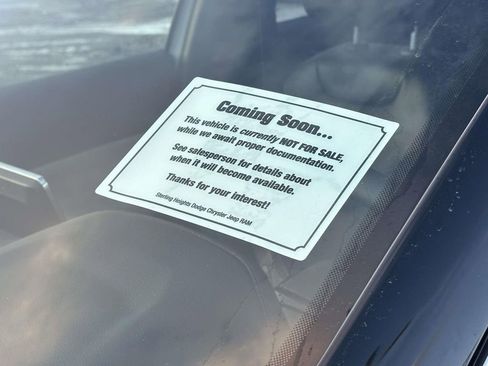 Coming Soon...
This vehicle is currently NOT FOR SALE,
while we await proper documentation.
See salesperson for details about
when it will become available.
Thanks for your interest!
Sterling Heights Dodge Chrysler Jeep RAM